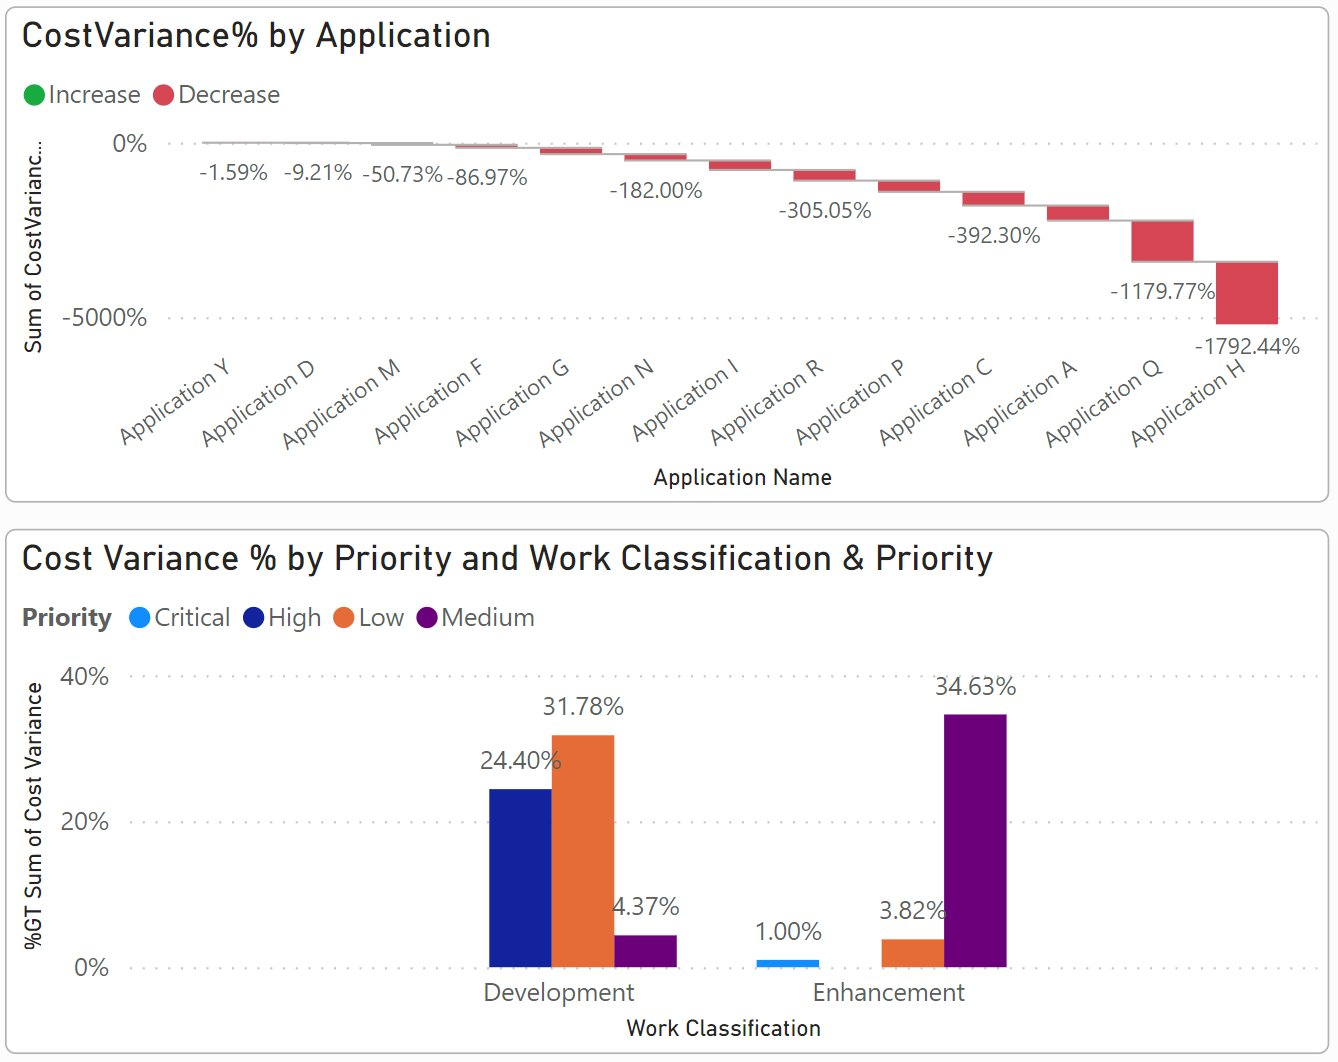 CostVariance% by Application
Increase Decrease
Sum of CostVarianc...
0%
-5000%
-1.59% -9.21% -50.73% -86.97% -182.00% -305.05% -392.30% -1179.77% -1792.44%
Application Y Application D Application M Application F Application G Application N Application I Application R Application P Application C Application A Application Q Application H
Application Name
Cost Variance % by Priority and Work Classification & Priority
Priority Critical High Low Medium
%GT Sum of Cost Variance
40%
20%
0%
24.40% 31.78% 4.37% 1.00% 3.82% 34.63%
Development Enhancement
Work Classification